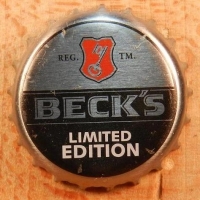 REG. TM.
BECK'S
LIMITED
EDITION